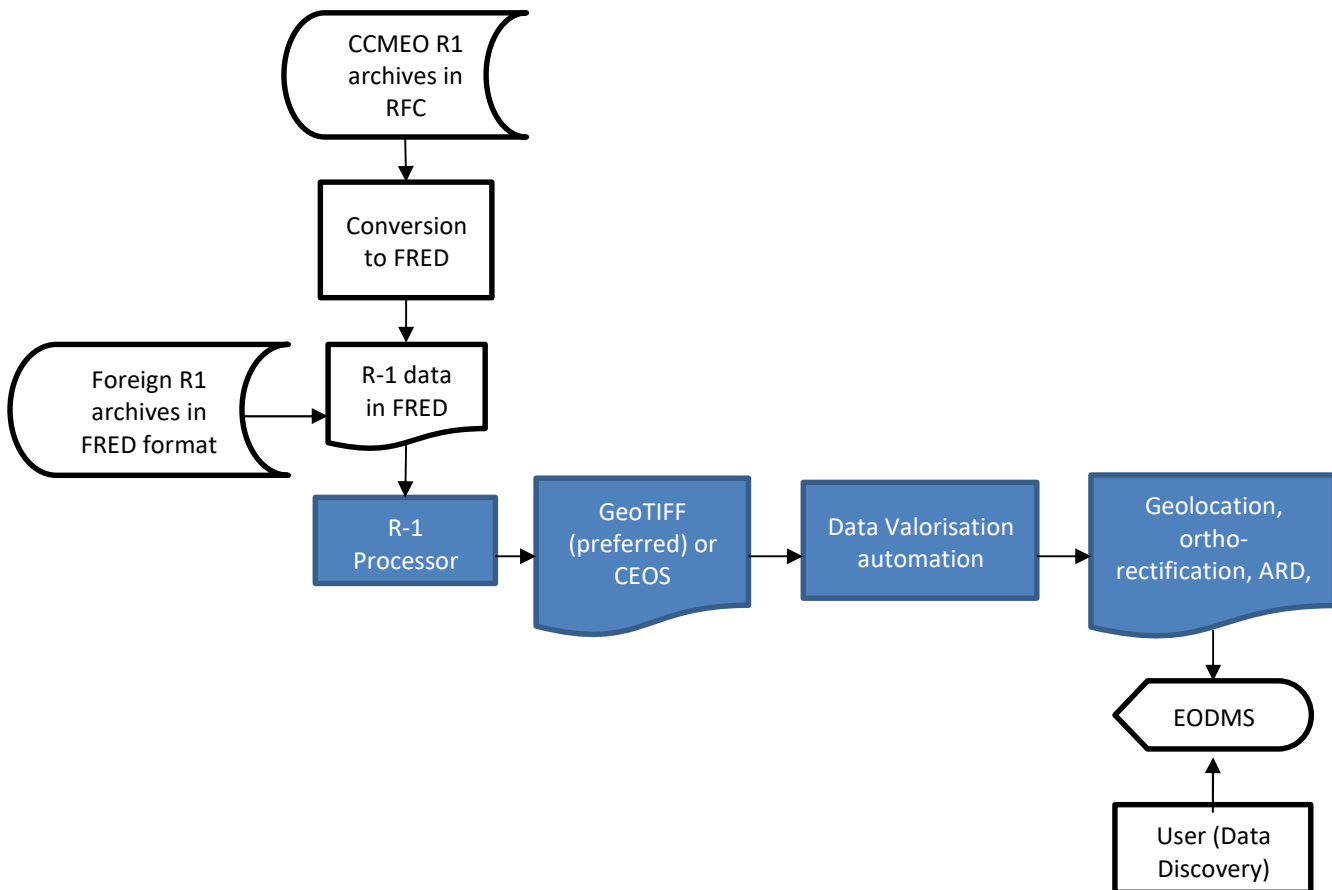 CCMEO R1
archives in
RFC
Conversion
to FRED
Foreign R1
archives in
FRED format
R-1 data
in FRED
R-1
Processor
GeoTIFF
(preferred) or
CEOS
Data Valorisation
automation
Geolocation,
ortho-
rectification, ARD,
EODMS
User (Data
Discovery)